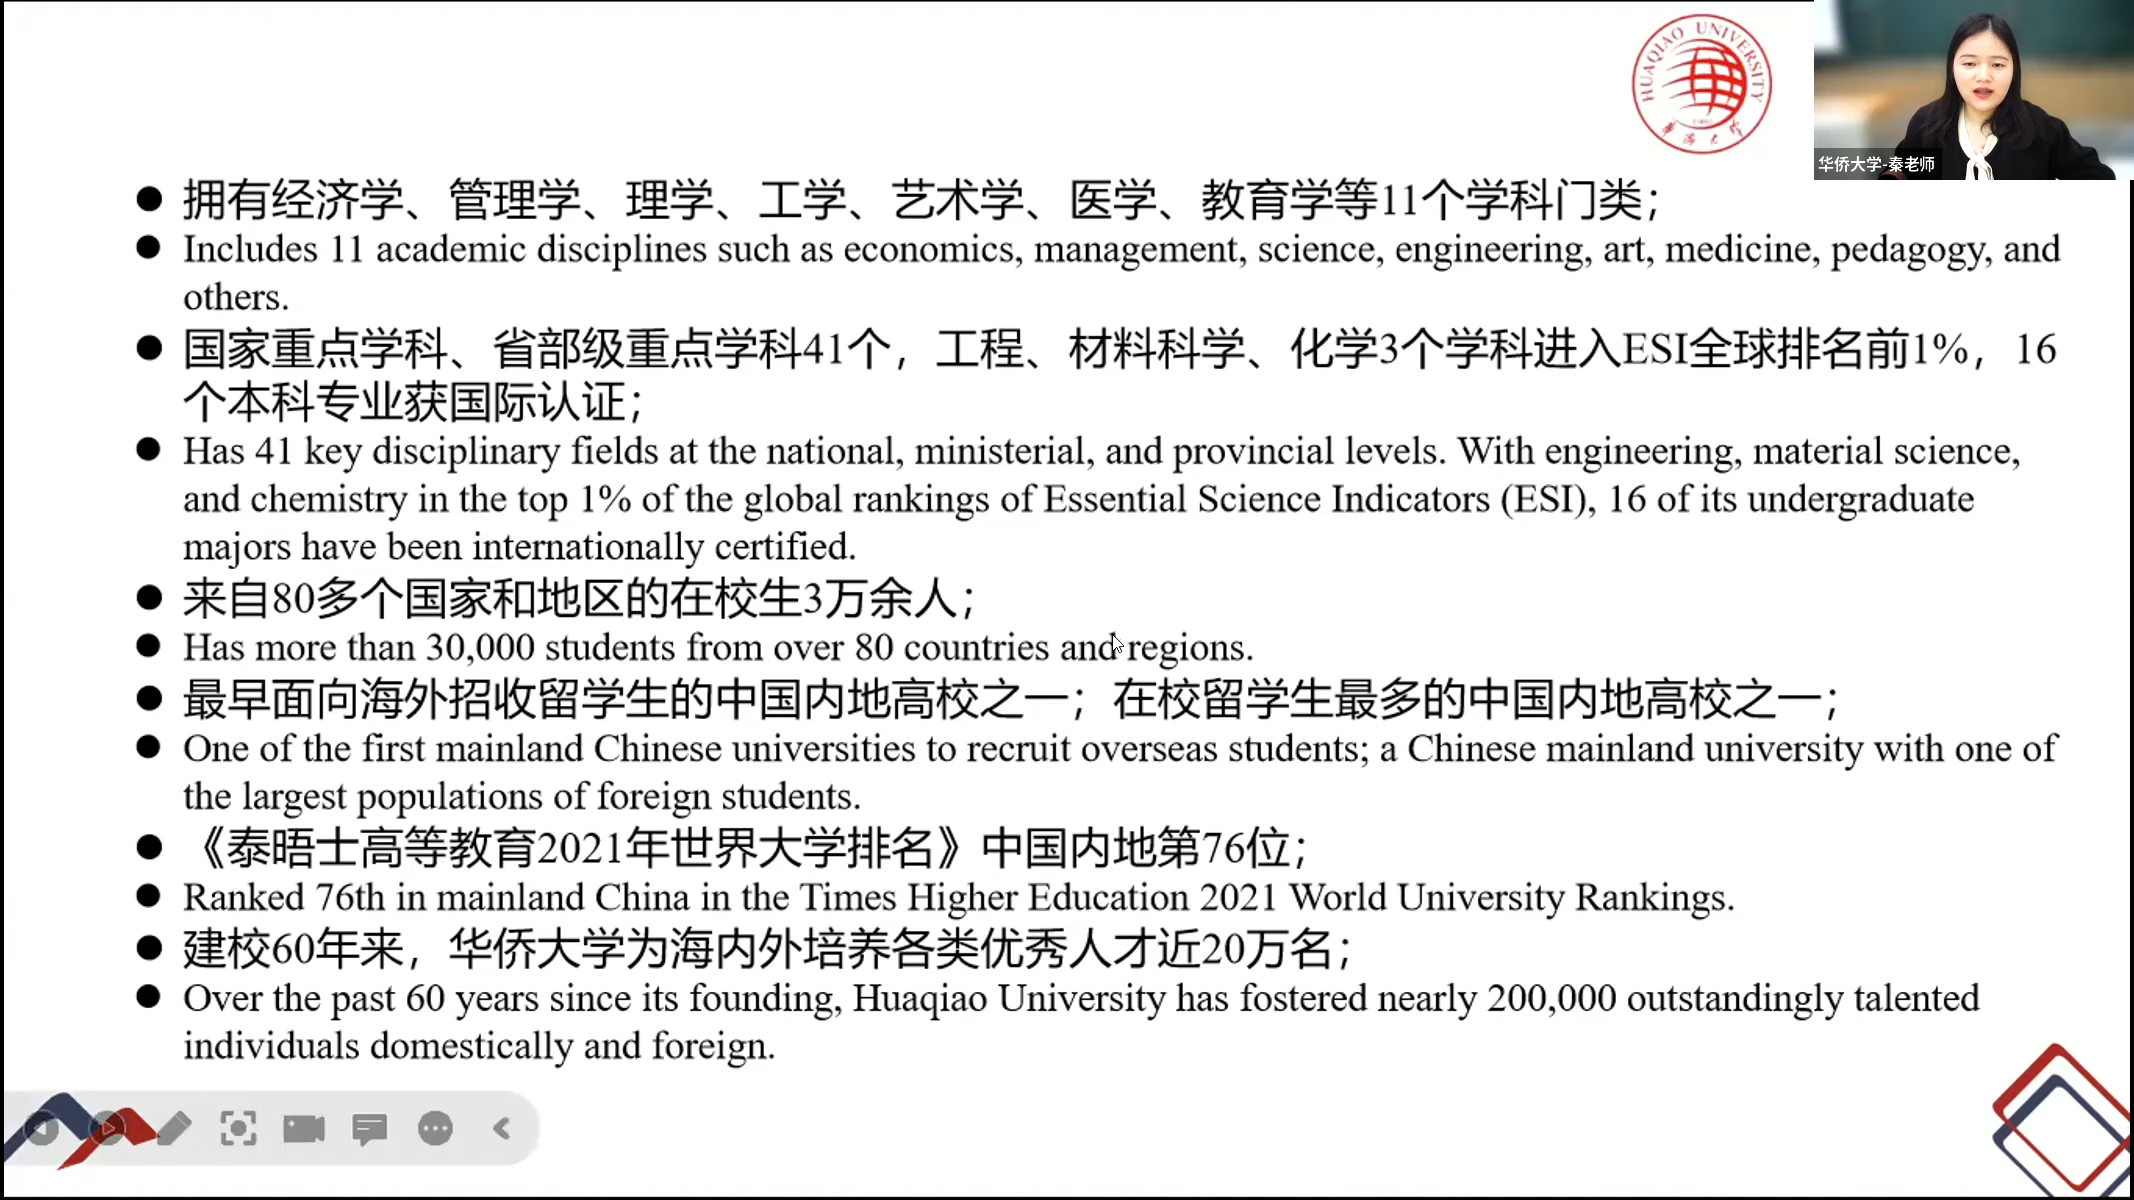 HUAQIAO UNIVERSITY
华侨大学
华侨大学-秦老师
● 拥有经济学、管理学、理学、工学、艺术学、医学、教育学等11个学科门类；
● Includes 11 academic disciplines such as economics, management, science, engineering, art, medicine, pedagogy, and
others.
● 国家重点学科、省部级重点学科41个，工程、材料科学、化学3个学科进入ESI全球排名前1%，16
个本科专业获国际认证；
● Has 41 key disciplinary fields at the national, ministerial, and provincial levels. With engineering, material science,
and chemistry in the top 1% of the global rankings of Essential Science Indicators (ESI), 16 of its undergraduate
majors have been internationally certified.
● 来自80多个国家和地区的在校生3万余人；
● Has more than 30,000 students from over 80 countries and regions.
● 最早面向海外招收留学生的中国内地高校之一；在校留学生最多的中国内地高校之一；
● One of the first mainland Chinese universities to recruit overseas students; a Chinese mainland university with one of
the largest populations of foreign students.
● 《泰晤士高等教育2021年世界大学排名》中国内地第76位；
● Ranked 76th in mainland China in the Times Higher Education 2021 World University Rankings.
● 建校60年来，华侨大学为海内外培养各类优秀人才近20万名；
● Over the past 60 years since its founding, Huaqiao University has fostered nearly 200,000 outstandingly talented
individuals domestically and foreign.